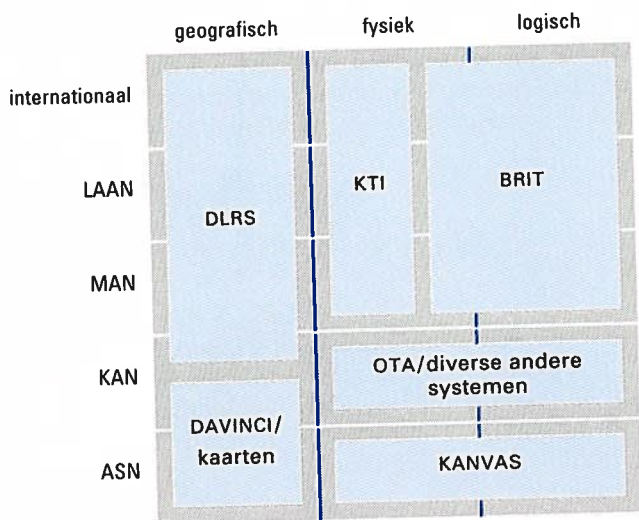 geografisch fysiek logisch
internationaal
LAAN
KTI BRIT
DLRS
MAN
KAN
OTA/diverse andere
systemen
DAVINCI/
kaarten
ASN
KANVAS